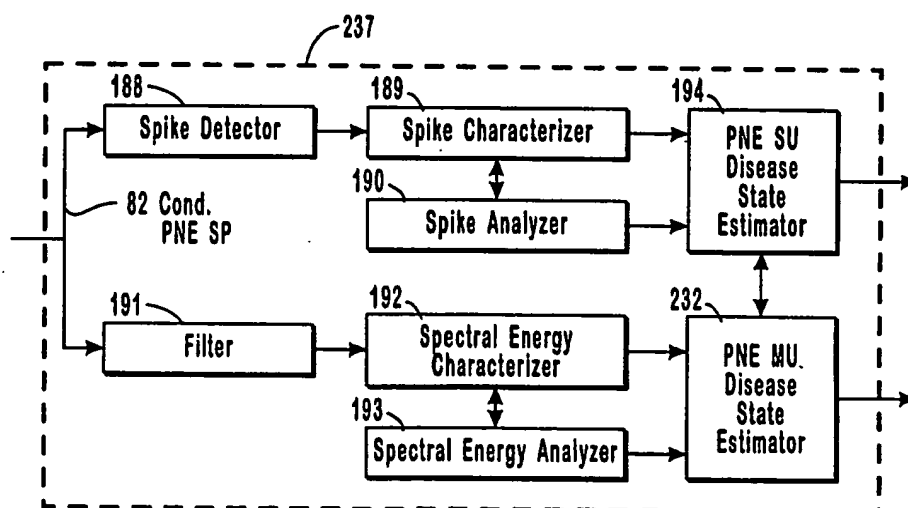 237
188
Spike Detector
189
Spike Characterizer
194
PNE SU
Disease
State
Estimator
82 Cond.
PNE SP
190
Spike Analyzer
191
Filter
192
Spectral Energy
Characterizer
232
PNE MU
Disease
State
Estimator
193
Spectral Energy Analyzer